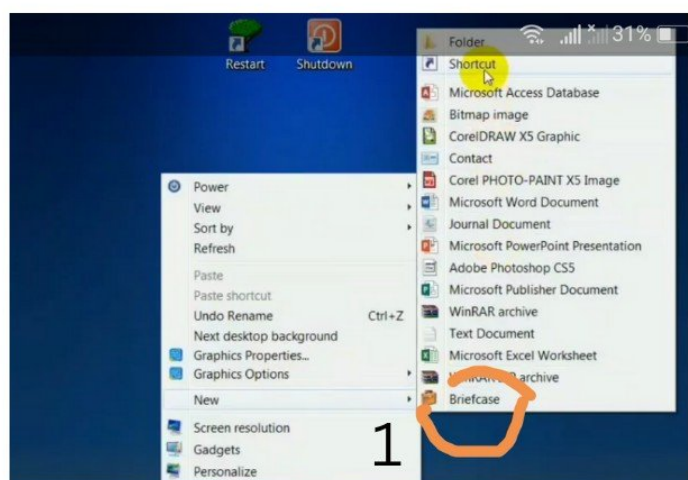 31%
Restart
Shutdown
Folder
Shortcut
Microsoft Access Database
Bitmap image
CorelDRAW X5 Graphic
Contact
Corel PHOTO-PAINT X5 Image
Microsoft Word Document
Journal Document
Microsoft PowerPoint Presentation
Adobe Photoshop CS5
Microsoft Publisher Document
WinRAR archive
Text Document
Microsoft Excel Worksheet
archive
Briefcase
Power
View
Sort by
Refresh
Paste
Paste shortcut
Undo Rename Ctrl+Z
Next desktop background
Graphics Properties...
Graphics Options
New
Screen resolution
Gadgets
Personalize
1